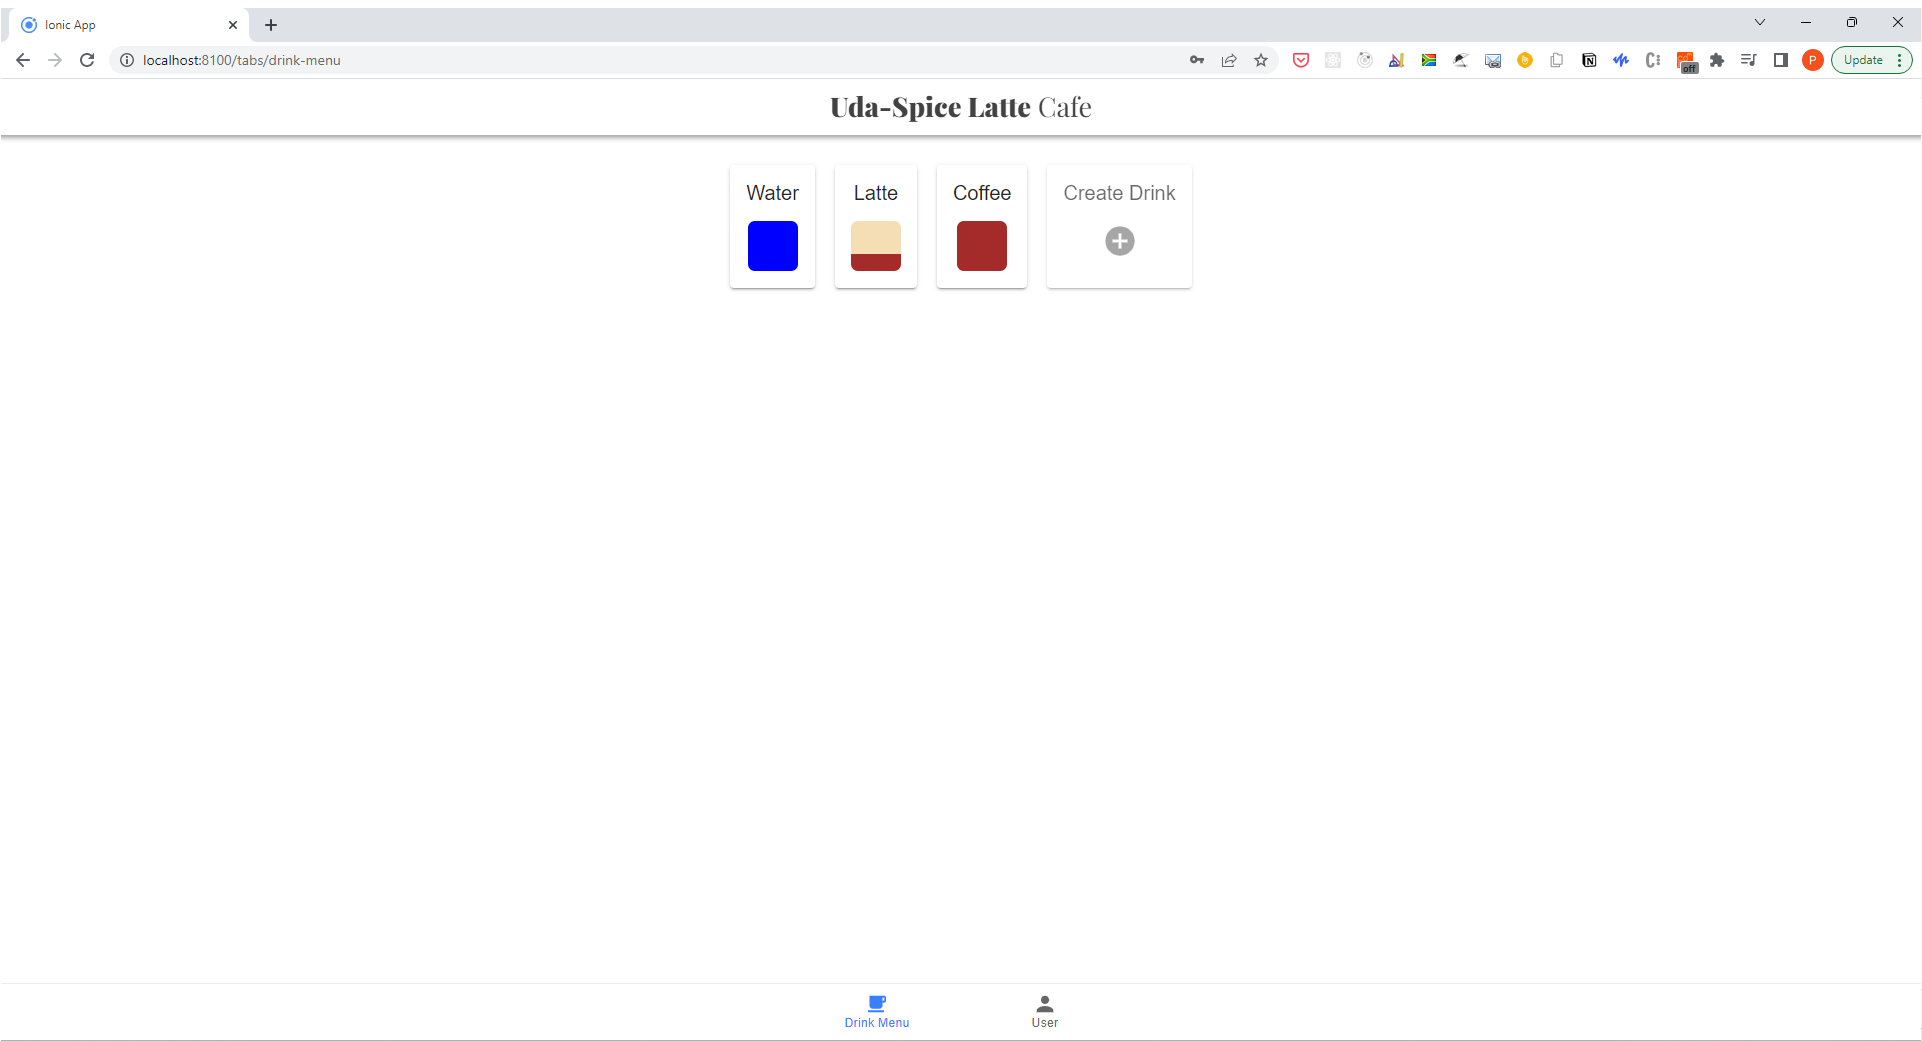 Ionic App
localhost:8100/tabs/drink-menu
off
P
Update
Uda-Spice Latte Cafe
Water
Latte
Coffee
Create Drink
Drink Menu
User